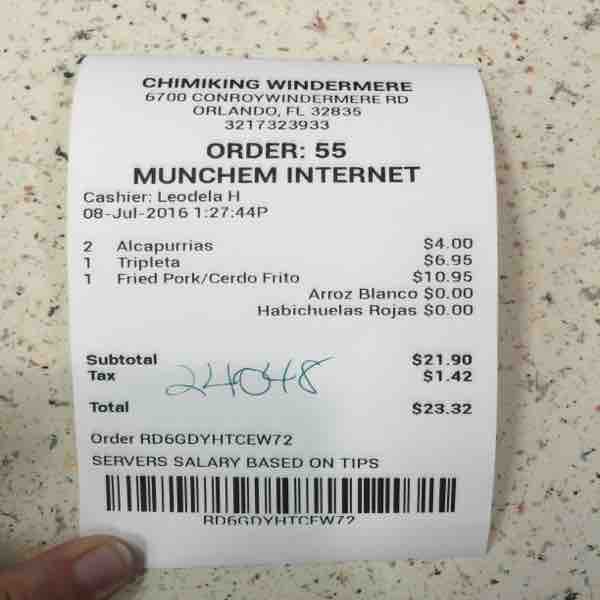 CHIMIKING WINDERMERE
6700 CONROYWINDERMERE RD
ORLANDO, FL 32835
3217323933
ORDER: 55
MUNCHEM INTERNET
Cashier: Leodela H
08-Jul-2016 1:27:44P
2 Alcapurrias $4.00
1 Tripleta $6.95
1 Fried Pork/Cerdo Frito $10.95
Arroz Blanco $0.00
Habichuelas Rojas $0.00
Subtotal $21.90
Tax $1.42
24048
Total $23.32
Order RD6GDYHTCEW72
SERVERS SALARY BASED ON TIPS
RD6GDYHTCEW72